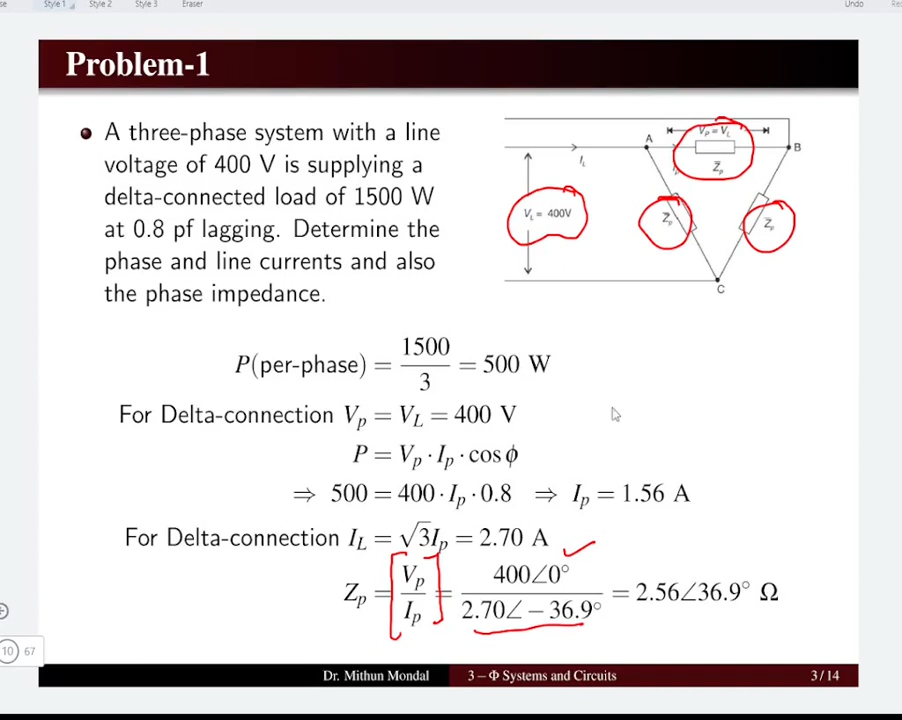 Style 1 Style 2 Style 3 Eraser Undo
Problem-1
A three-phase system with a line
voltage of 400 V is supplying a
delta-connected load of 1500 W
at 0.8 pf lagging. Determine the
phase and line currents and also
the phase impedance.
V_p = V_L
A
B
I_L
Z̄_p
V_L = 400V
Z̄_p
Z̄_p
C
P(per-phase) = 1500/3 = 500 W
For Delta-connection V_p = V_L = 400 V
P = V_p · I_p · cos ϕ
⇒ 500 = 400 · I_p · 0.8 ⇒ I_p = 1.56 A
For Delta-connection I_L = √3I_p = 2.70 A
Z_p = [V_p/I_p] = 400∠0°/2.70∠ − 36.9° = 2.56∠36.9° Ω
10 67
Dr. Mithun Mondal 3 – Φ Systems and Circuits 3 / 14